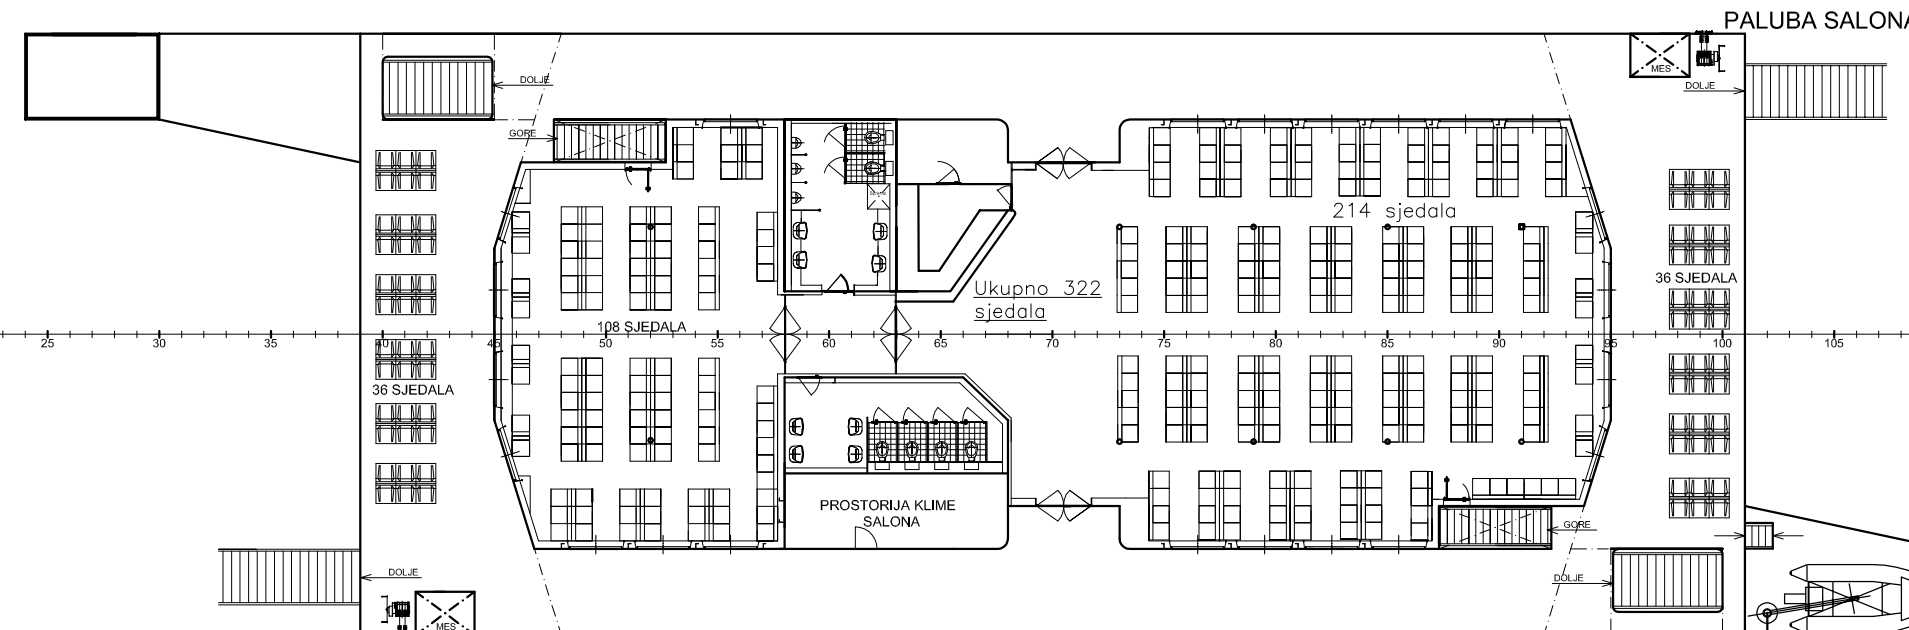 PALUBA SALONA
MES
DOLJE
DOLJE
GORE
214 sjedala
36 SJEDALA
Ukupno 322
sjedala
108 SJEDALA
25 30 35 40 45 50 55 60 65 70 75 80 85 90 95 100 105
36 SJEDALA
PROSTORIJA KLIME
SALONA
GORE
DOLJE
DOLJE
MES